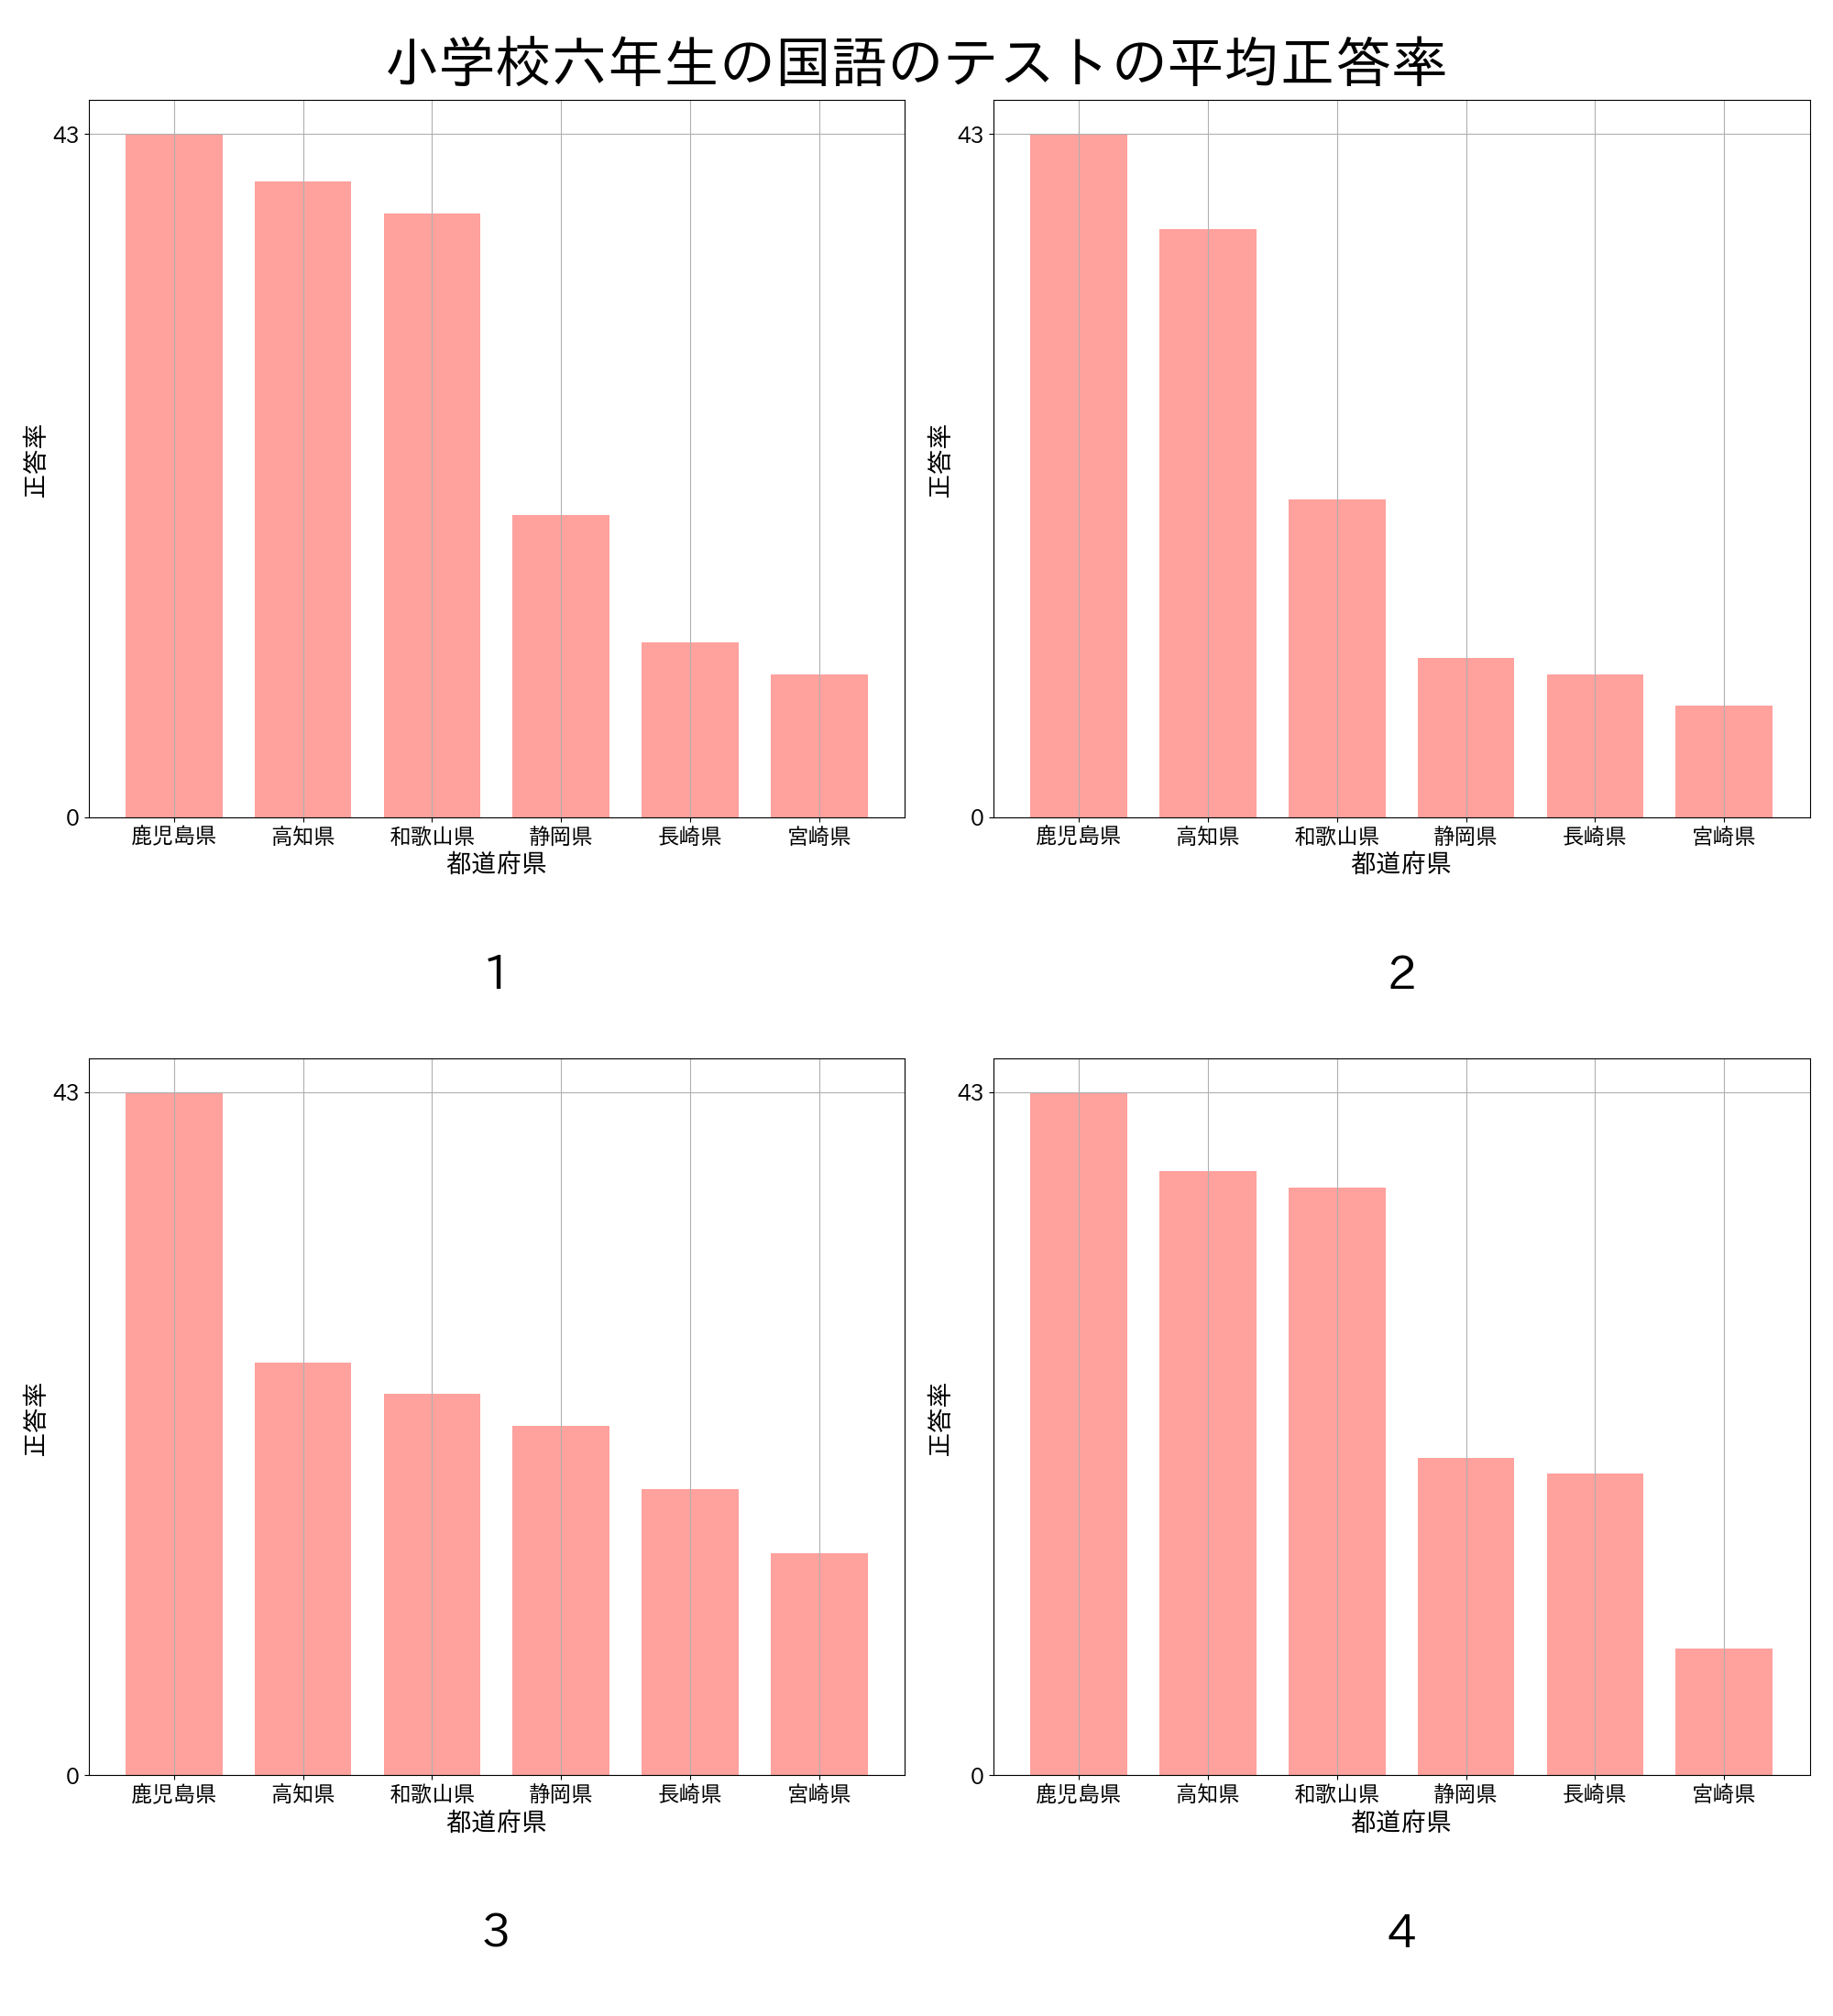 小学校六年生の国語のテストの平均正答率
43
正答率
0
鹿児島県 高知県 和歌山県 静岡県 長崎県 宮崎県
都道府県
1
43
正答率
0
鹿児島県 高知県 和歌山県 静岡県 長崎県 宮崎県
都道府県
2
43
正答率
0
鹿児島県 高知県 和歌山県 静岡県 長崎県 宮崎県
都道府県
3
43
正答率
0
鹿児島県 高知県 和歌山県 静岡県 長崎県 宮崎県
都道府県
4